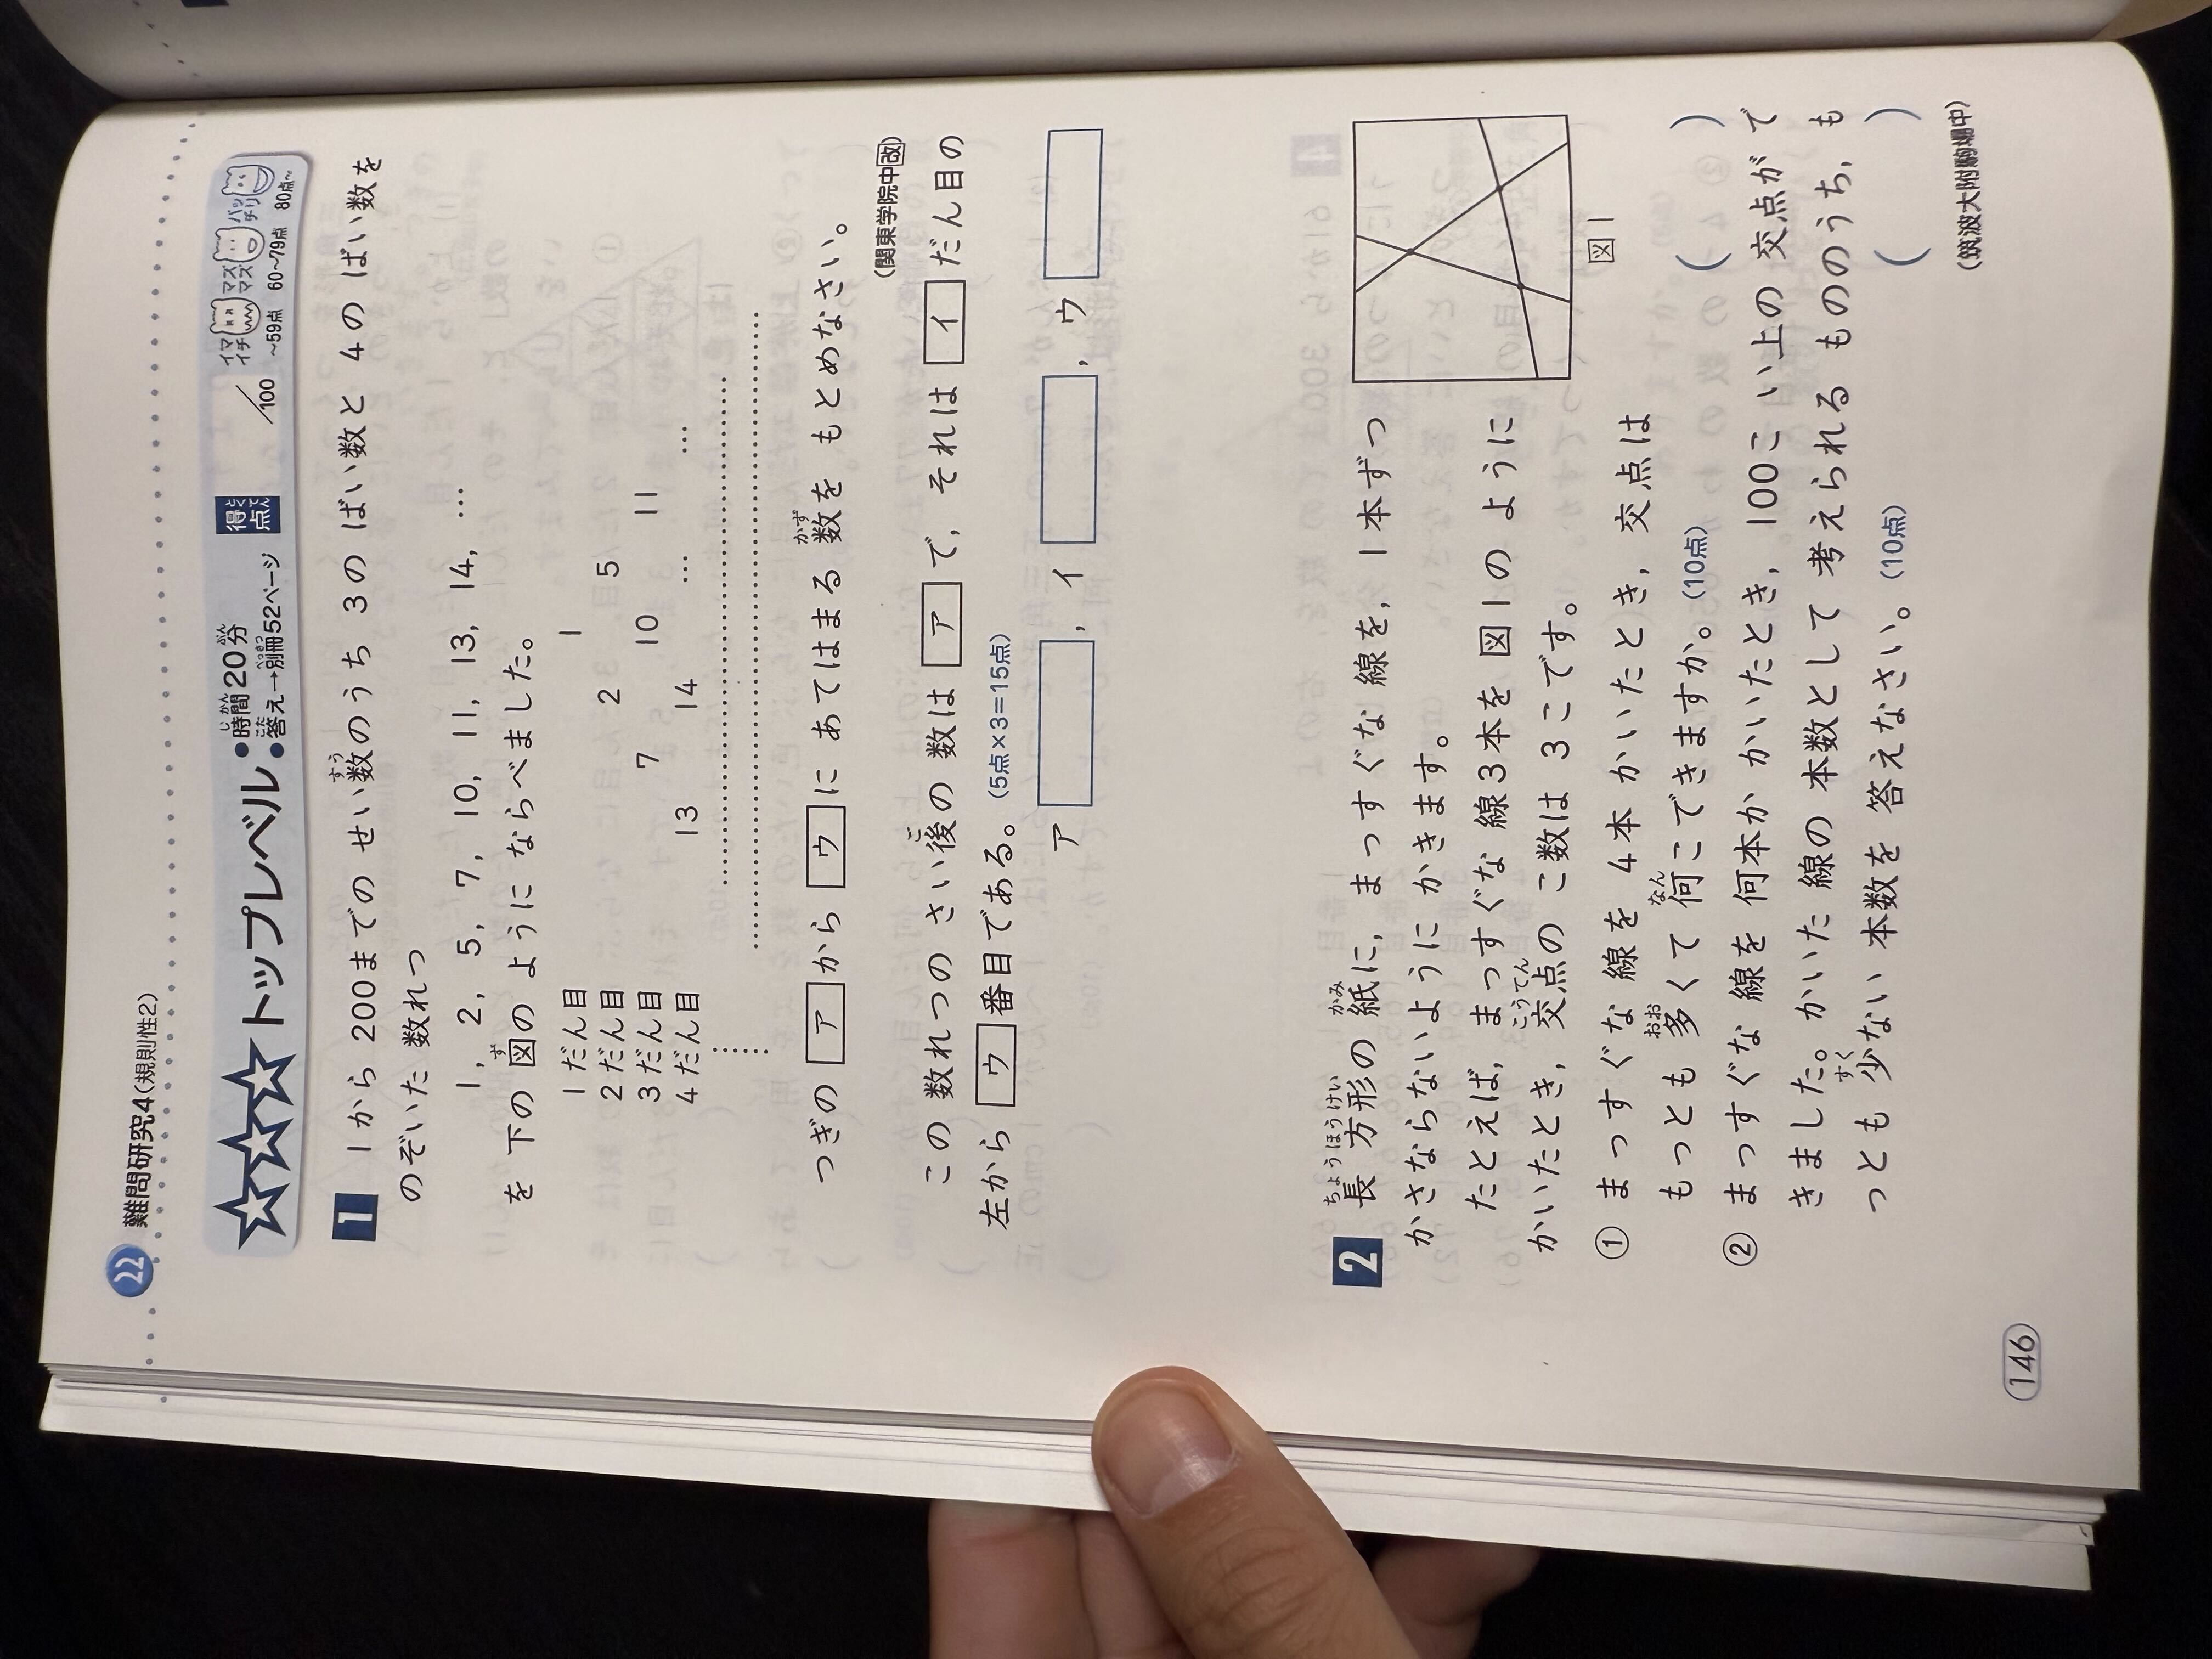 22 難問研究4(規則性2)
☆☆☆トップレベル
●時間20分
●答え→別冊52ページ
得点
/100
イマイチ ~59点
マズマズ 60~79点
バッチリ 80点~
1 1から 200までの せい数のうち 3の ばい数と 4の ばい数を
のぞいた 数れつ
1, 2, 5, 7, 10, 11, 13, 14, …
を 下の 図の ように ならべました。
1だん目 1
2だん目 2 5
3だん目 7 10 11
4だん目 13 14 … …
つぎの ア から ウ に あてはまる 数を もとめなさい。
(関東学院中改)
この 数れつの さい後の 数は ア で, それは イ だん目の
左から ウ 番目である。(5点×3=15点)
ア , イ , ウ
2 長方形の 紙に, まっすぐな 線を, 1本ずつ
かさならないように かきます。
たとえば, まっすぐな 線3本を 図1の ように
かいたとき, 交点の こ数は 3こです。
図1
① まっすぐな 線を 4本 かいたとき, 交点は
もっとも 多くて 何こできますか。(10点)
( )
② まっすぐな 線を 何本か かいたとき, 100こ い上の 交点が で
きました。かいた 線の 本数として 考えられる もののうち, も
っとも 少ない 本数を 答えなさい。(10点)
( )
(筑波大附駒場中)
146